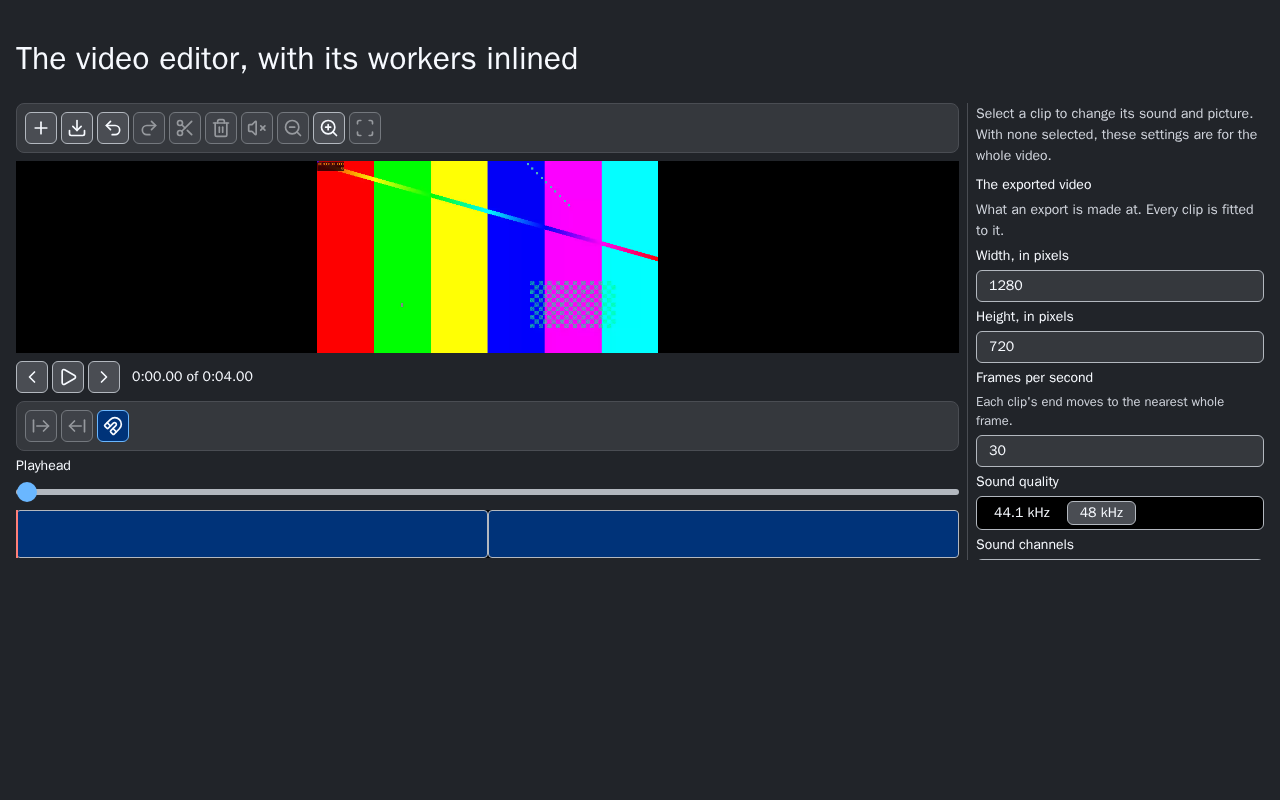 The video editor, with its workers inlined
Select a clip to change its sound and picture.
With none selected, these settings are for the
whole video.
The exported video
What an export is made at. Every clip is fitted
to it.
Width, in pixels
1280
Height, in pixels
720
Frames per second
Each clip's end moves to the nearest whole
frame.
30
Sound quality
44.1 kHz 48 kHz
Sound channels
0:00.00 of 0:04.00
Playhead